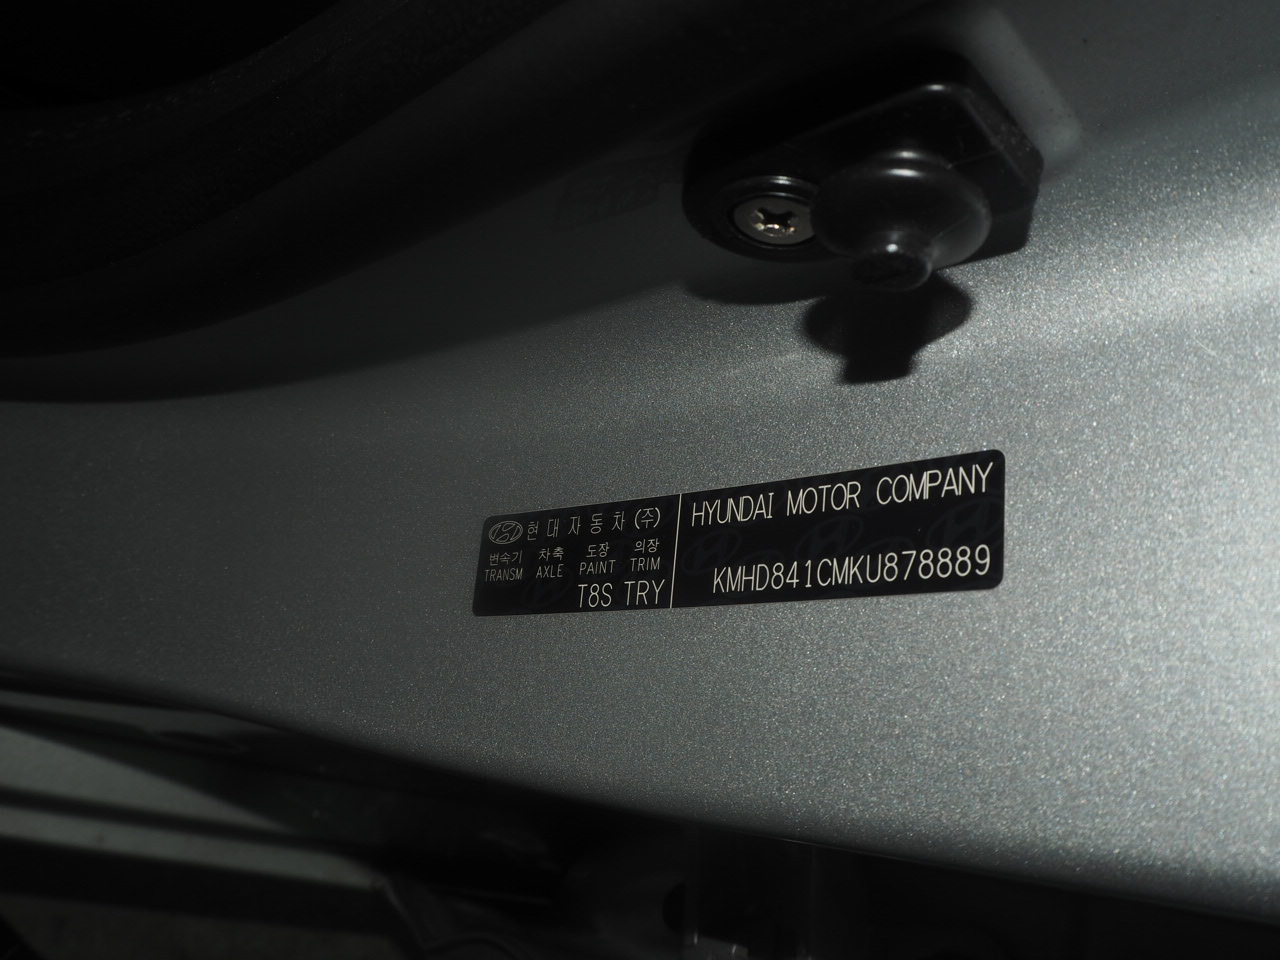 현대자동차(주)
변속기 차축 도장 의장
TRANSM AXLE PAINT TRIM
T8S TRY
HYUNDAI MOTOR COMPANY
KMHD841CMKU878889